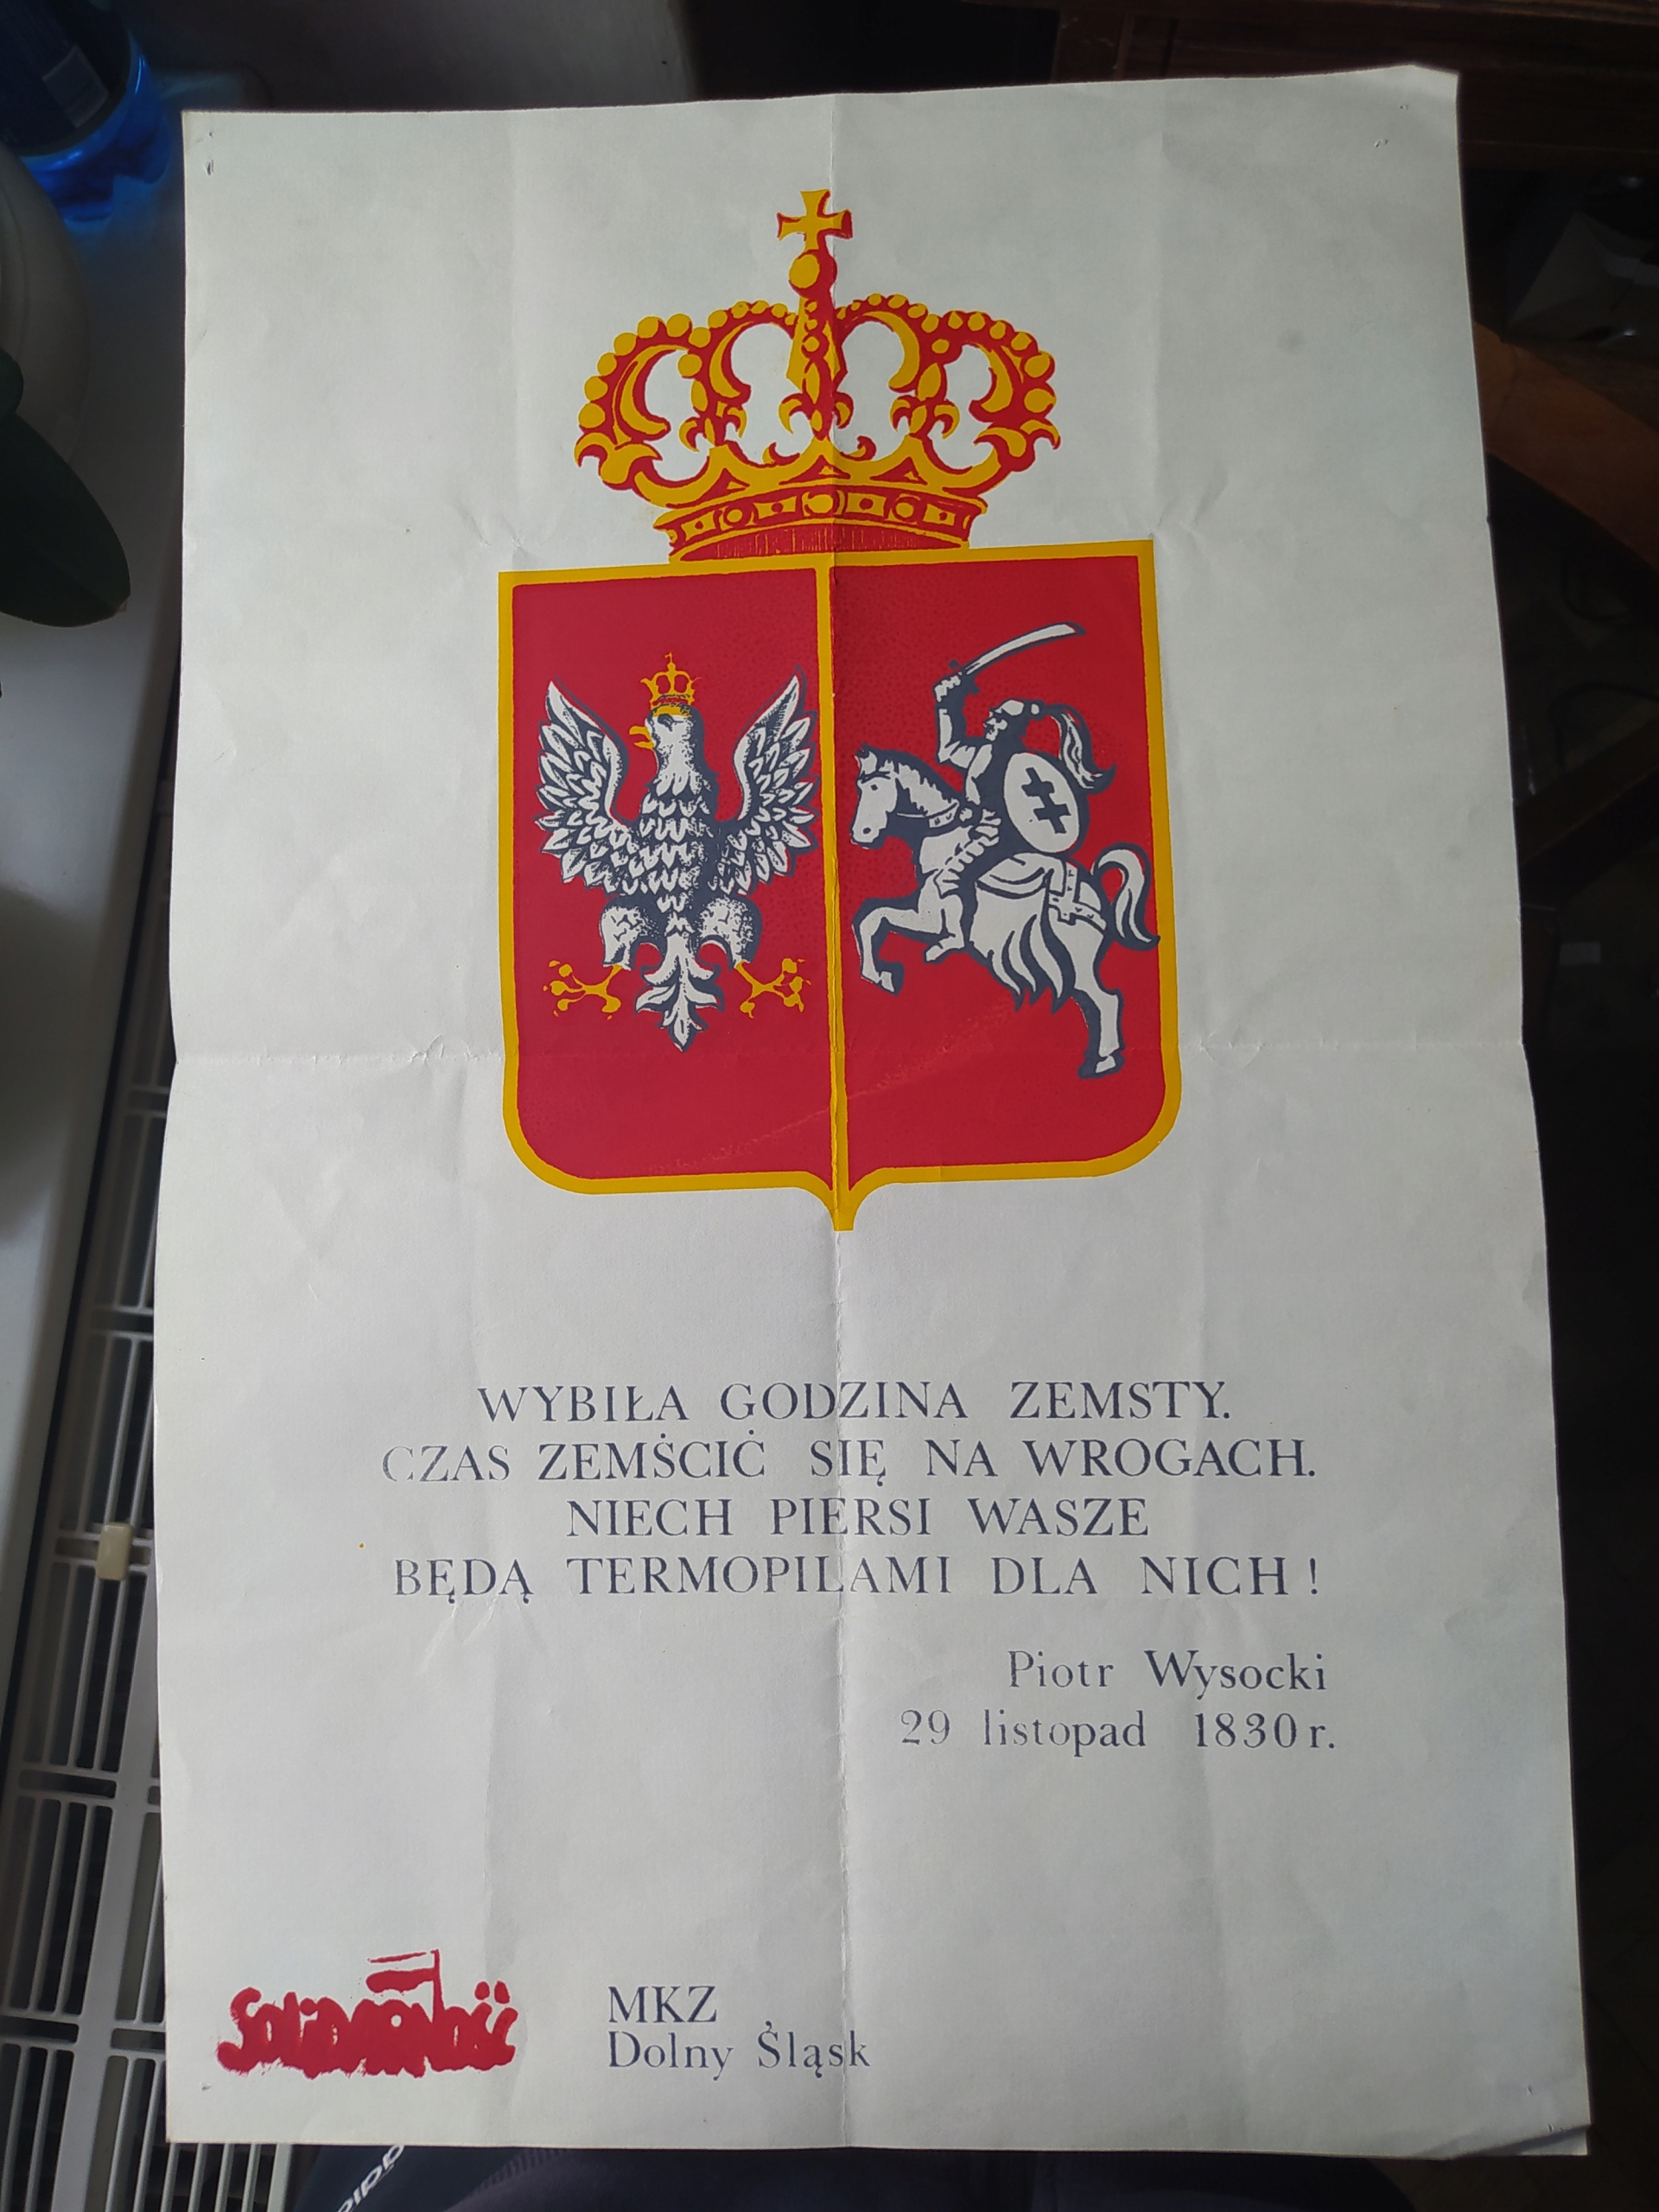 WYBIŁA GODZINA ZEMSTY.
CZAS ZEMŚCIĆ SIĘ NA WROGACH.
NIECH PIERSI WASZE
BĘDĄ TERMOPILAMI DLA NICH !
Piotr Wysocki
29 listopad 1830 r.
Solidarność
MKZ
Dolny Śląsk